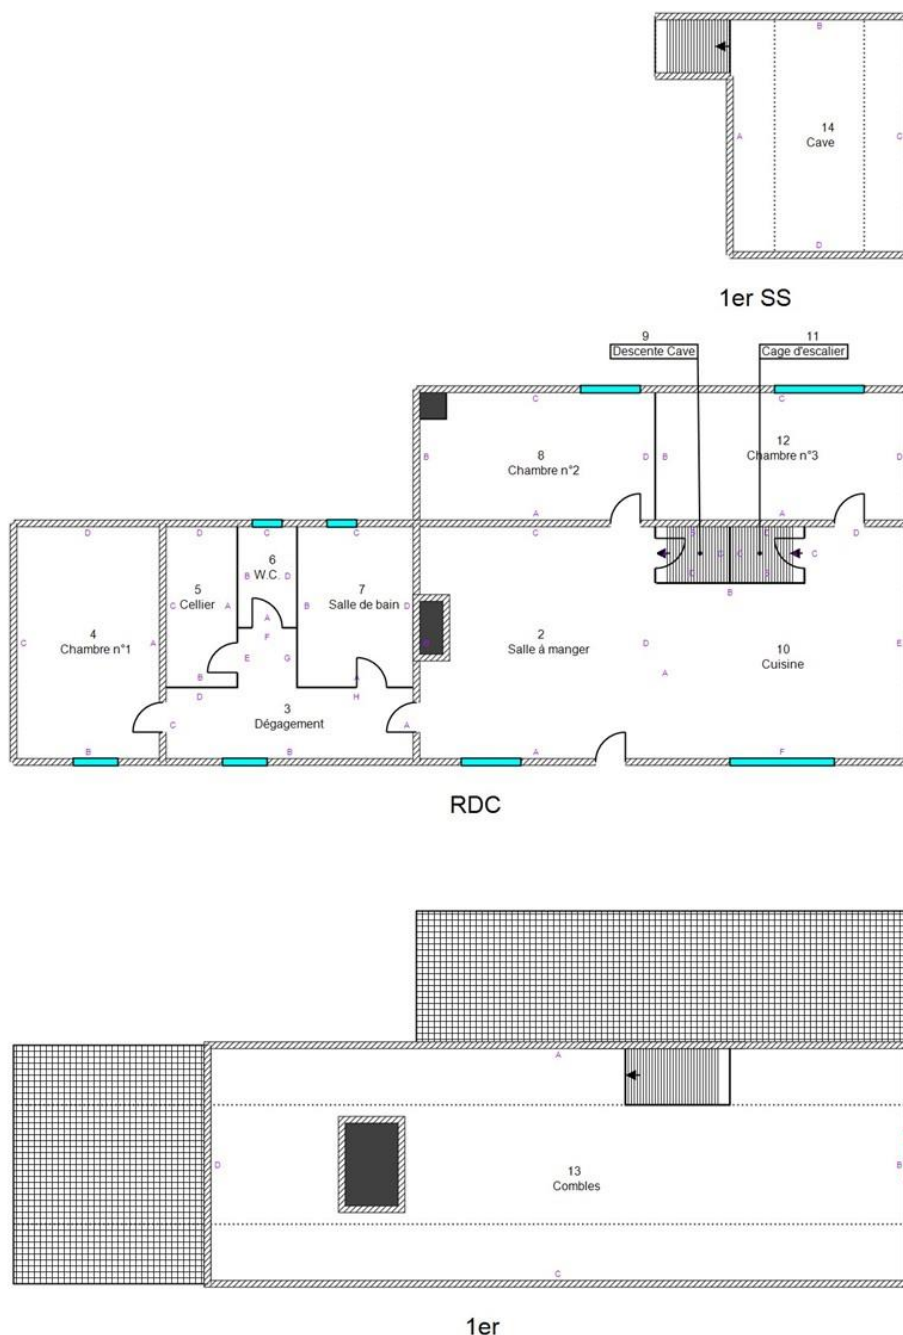 B
14
Cave
A
C
D
1er SS
9
Descente Cave
11
Cage d'escalier
C
C
8
Chambre n°2
B
D
12
Chambre n°3
B
D
A
A
D
D
C
C
C
D
5
Cellier
C
A
B
6
W.C.
B
D
A
7
Salle de bain
B
D
A
4
Chambre n°1
C
A
B
F
E
G
D
H
3
Dégagement
C
A
B
2
Salle à manger
D
A
B
10
Cuisine
A
E
F
C
RDC
A
13
Combles
D
B
C
1er